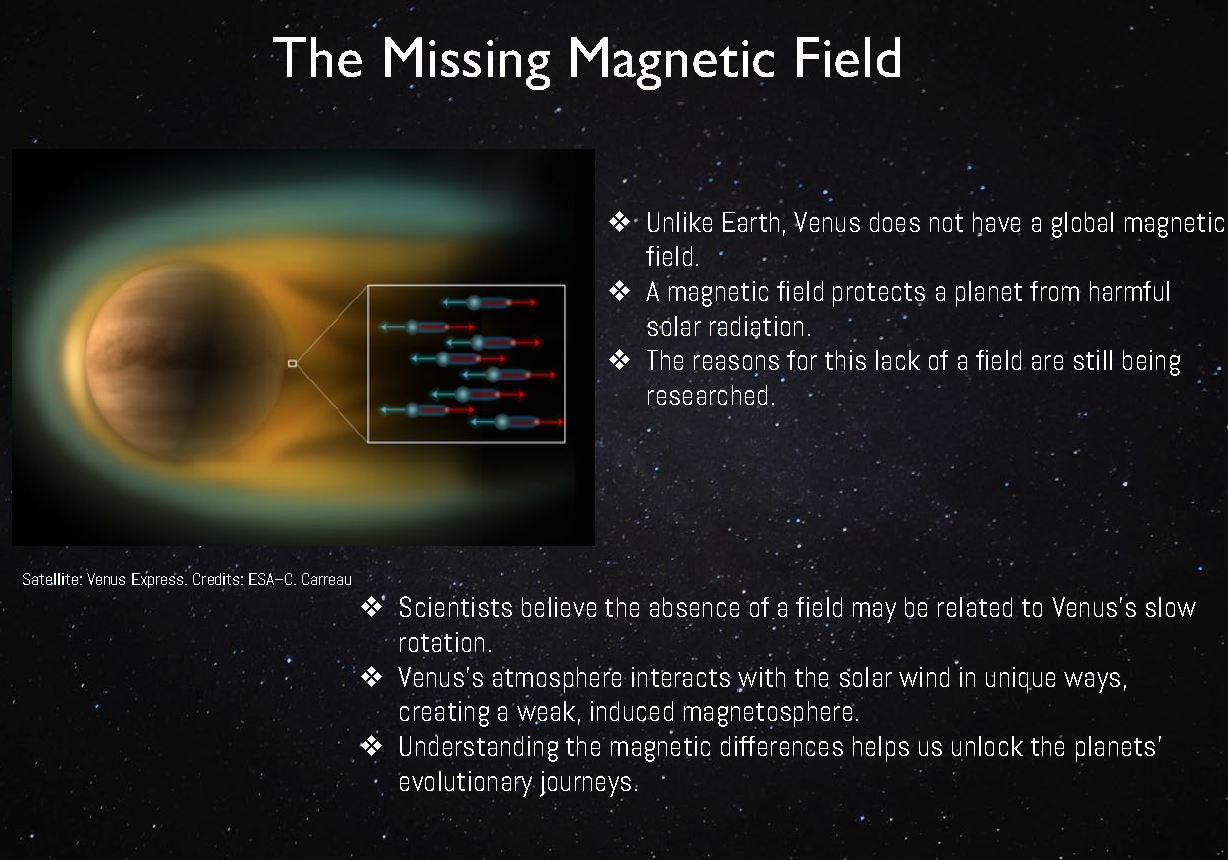 The Missing Magnetic Field
❖ Unlike Earth, Venus does not have a global magnetic
field.
❖ A magnetic field protects a planet from harmful
solar radiation.
❖ The reasons for this lack of a field are still being
researched.
Satellite: Venus Express. Credits: ESA–C. Carreau
❖ Scientists believe the absence of a field may be related to Venus's slow
rotation.
❖ Venus's atmosphere interacts with the solar wind in unique ways,
creating a weak, induced magnetosphere.
❖ Understanding the magnetic differences helps us unlock the planets'
evolutionary journeys.